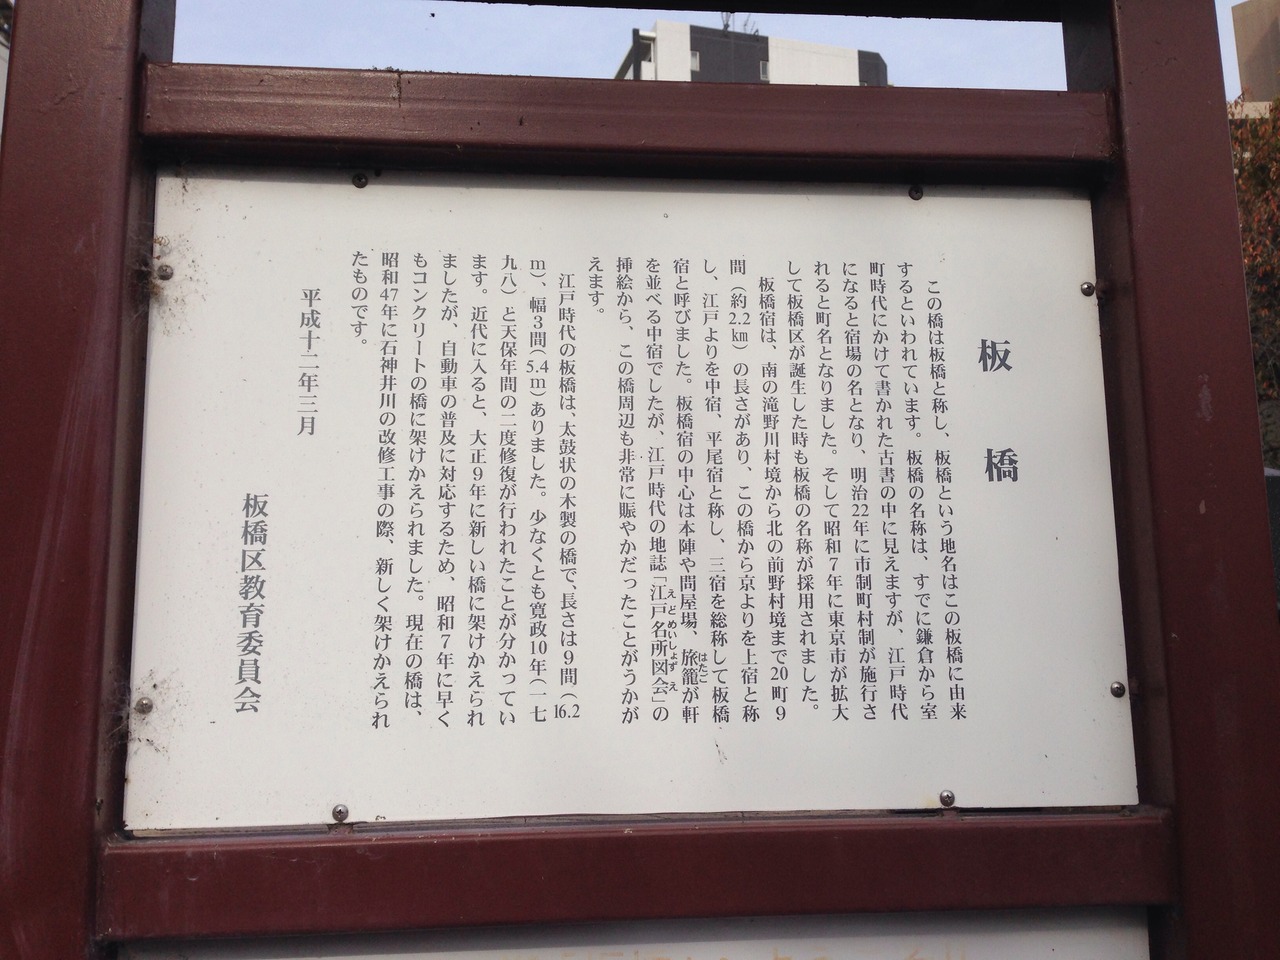 板橋
この橋は板橋と称し、板橋という地名はこの板橋に由来
するといわれています。板橋の名称は、すでに鎌倉から室
町時代にかけて書かれた古書の中に見えますが、江戸時代
になると宿場の名となり、明治22年に市制町村制が施行さ
れると町名となりました。そして昭和7年に東京市が拡大
して板橋区が誕生した時も板橋の名称が採用されました。
板橋宿は、南の滝野川村境から北の前野村境まで20町9
間（約2.2㎞）の長さがあり、この橋から京よりを上宿と称
し、江戸よりを中宿、平尾宿と称し、三宿を総称して板橋
宿と呼びました。板橋宿の中心は本陣や問屋場、旅籠が軒
を並べる中宿でしたが、江戸時代の地誌「江戸名所図会」の
挿絵から、この橋周辺も非常に賑やかだったことがうかが
えます。
江戸時代の板橋は、太鼓状の木製の橋で、長さは9間（16.2
m）、幅3間（5.4m）ありました。少なくとも寛政10年（一七
九八）と天保年間の二度修復が行われたことが分かってい
ます。近代に入ると、大正9年に新しい橋に架けかえられ
ましたが、自動車の普及に対応するため、昭和7年に早く
もコンクリートの橋に架けかえられました。現在の橋は、
昭和47年に石神井川の改修工事の際、新しく架けかえられ
たものです。
平成十二年三月
板橋区教育委員会
はたご
えどめいしょずえ